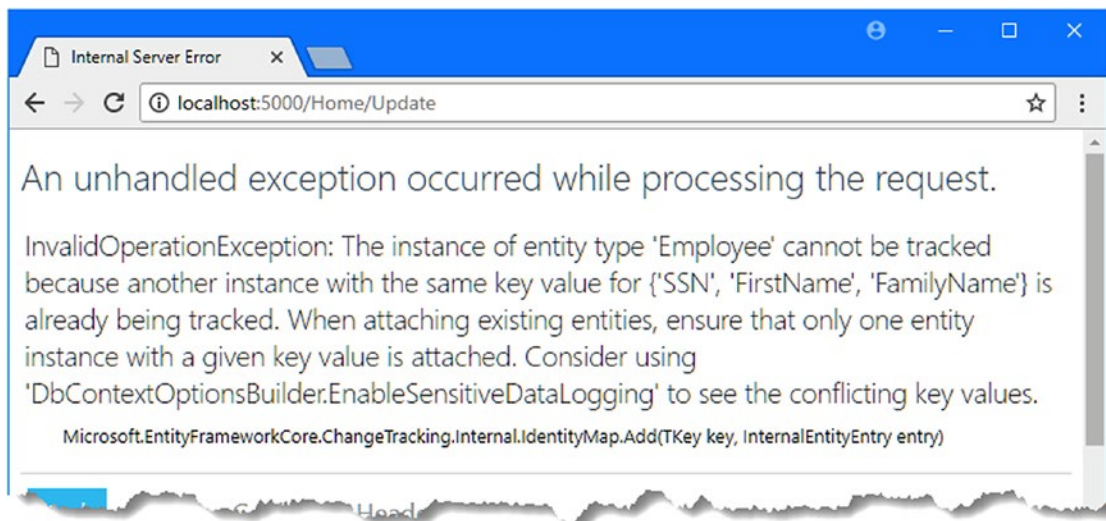 Internal Server Error
localhost:5000/Home/Update
An unhandled exception occurred while processing the request.
InvalidOperationException: The instance of entity type 'Employee' cannot be tracked
because another instance with the same key value for {'SSN', 'FirstName', 'FamilyName'} is
already being tracked. When attaching existing entities, ensure that only one entity
instance with a given key value is attached. Consider using
'DbContextOptionsBuilder.EnableSensitiveDataLogging' to see the conflicting key values.
Microsoft.EntityFrameworkCore.ChangeTracking.Internal.IdentityMap.Add(TKey key, InternalEntityEntry entry)